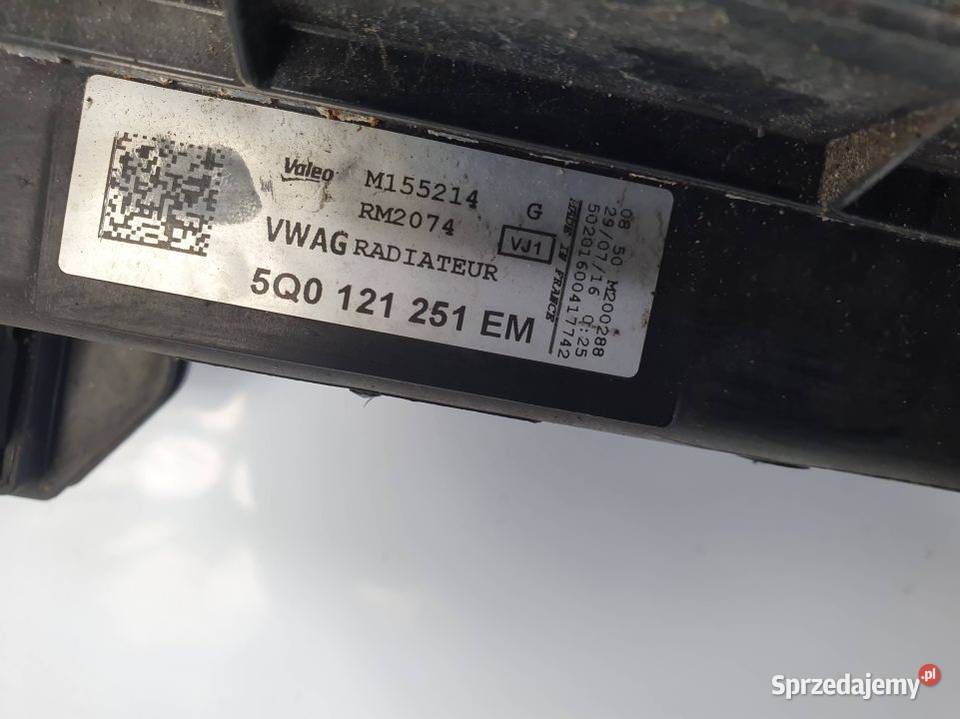 Valeo M155214
RM2074 G
VWAG RADIATEUR VJ1
5Q0 121 251 EM
MADE IN FRANCE
08 50 M200288
29/07/16 0:25
50201600417742
Sprzedajemy.pl